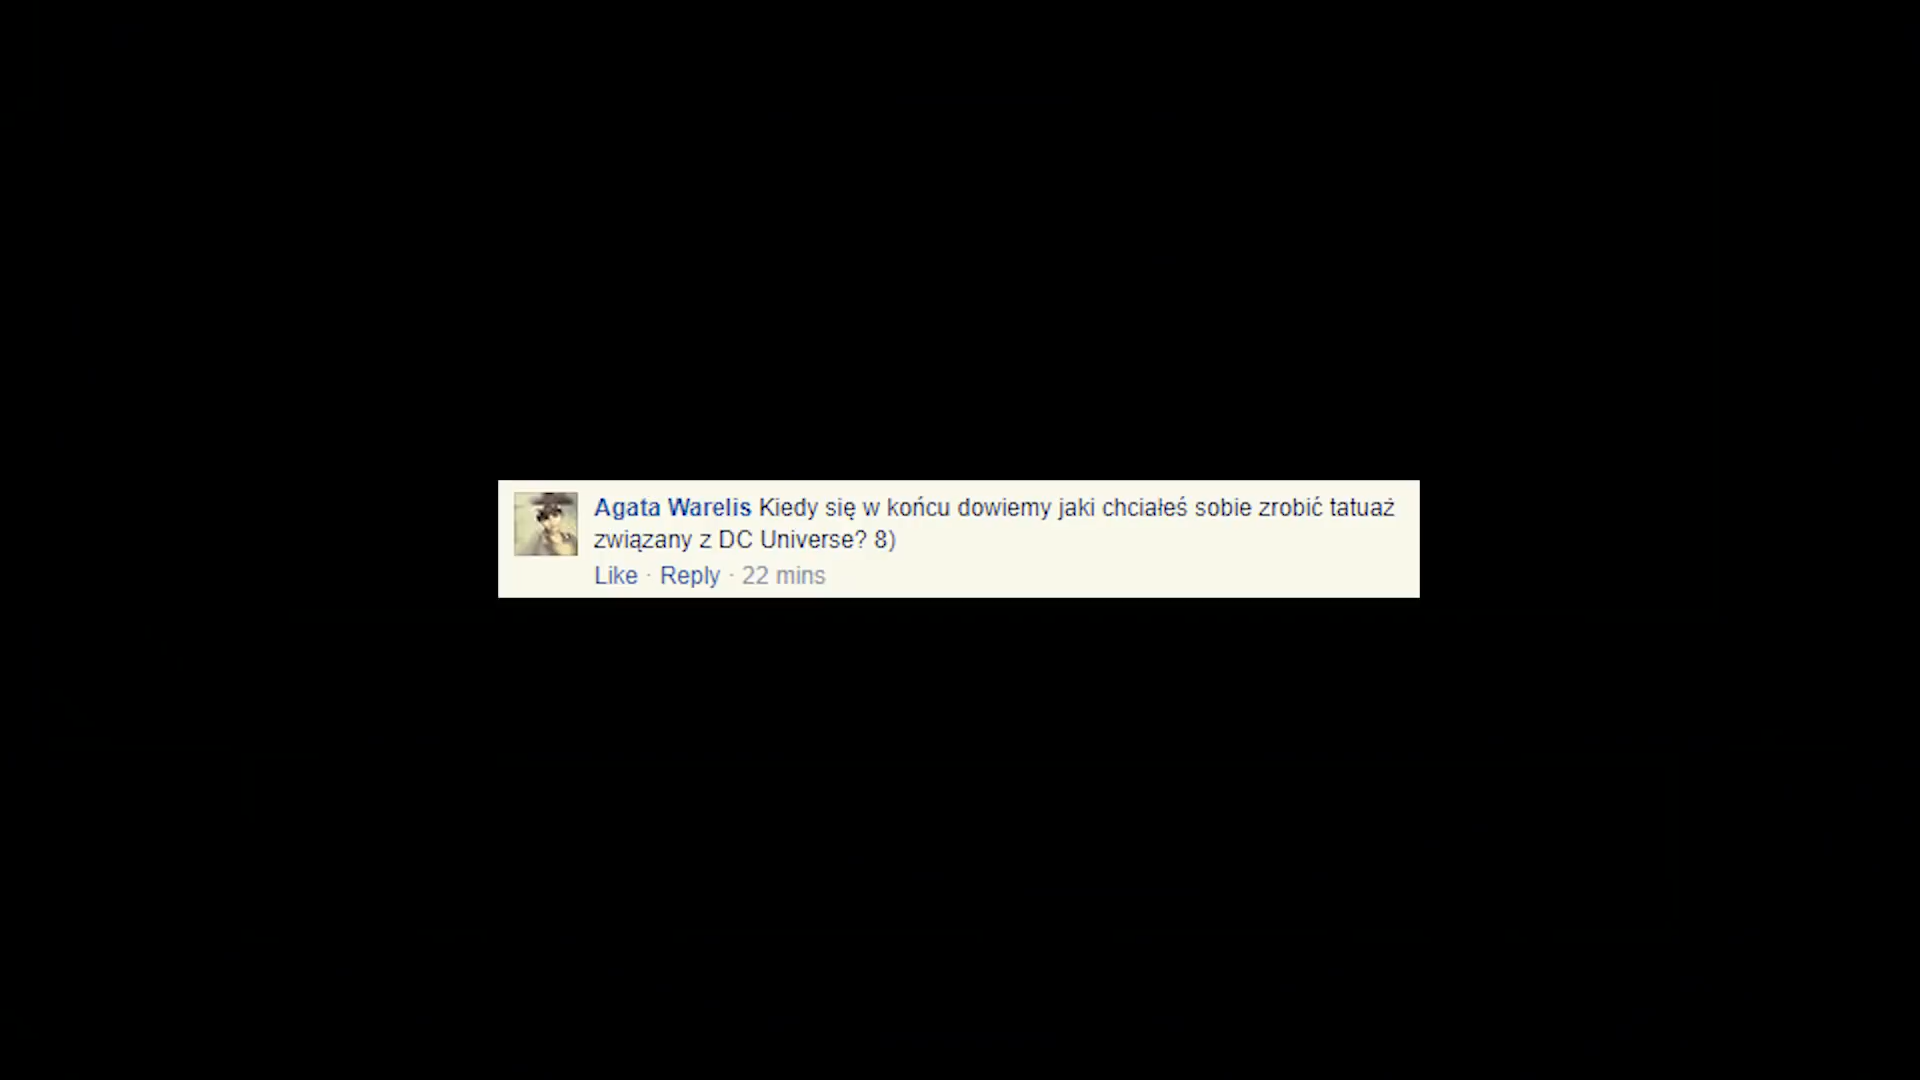 Agata Warelis Kiedy się w końcu dowiemy jaki chciałeś sobie zrobić tatuaż
związany z DC Universe? 8)
Like · Reply · 22 mins